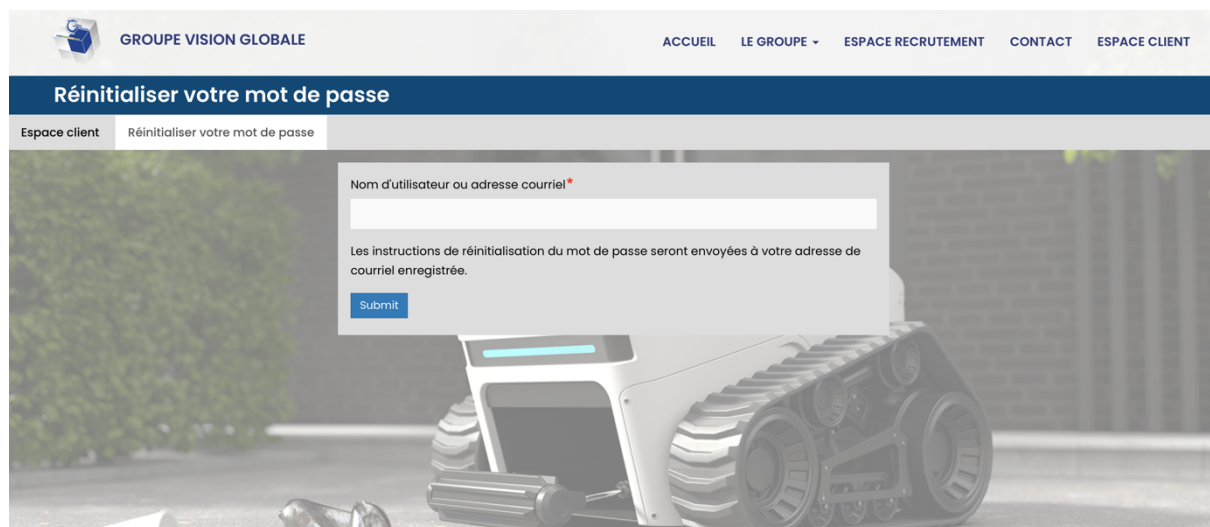 GROUPE VISION GLOBALE
ACCUEIL LE GROUPE ESPACE RECRUTEMENT CONTACT ESPACE CLIENT
Réinitialiser votre mot de passe
Espace client Réinitialiser votre mot de passe
Nom d'utilisateur ou adresse courriel*
Les instructions de réinitialisation du mot de passe seront envoyées à votre adresse de
courriel enregistrée.
Submit